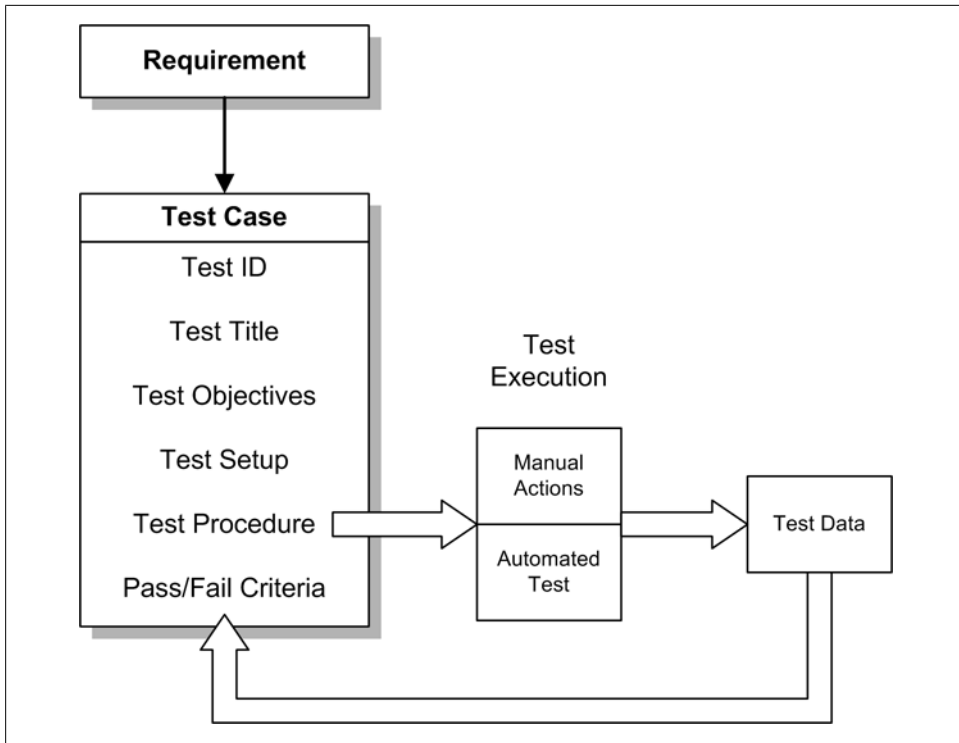 Requirement
Test Case
Test ID
Test Title
Test Objectives
Test Setup
Test Procedure
Pass/Fail Criteria
Test
Execution
Manual
Actions
Automated
Test
Test Data